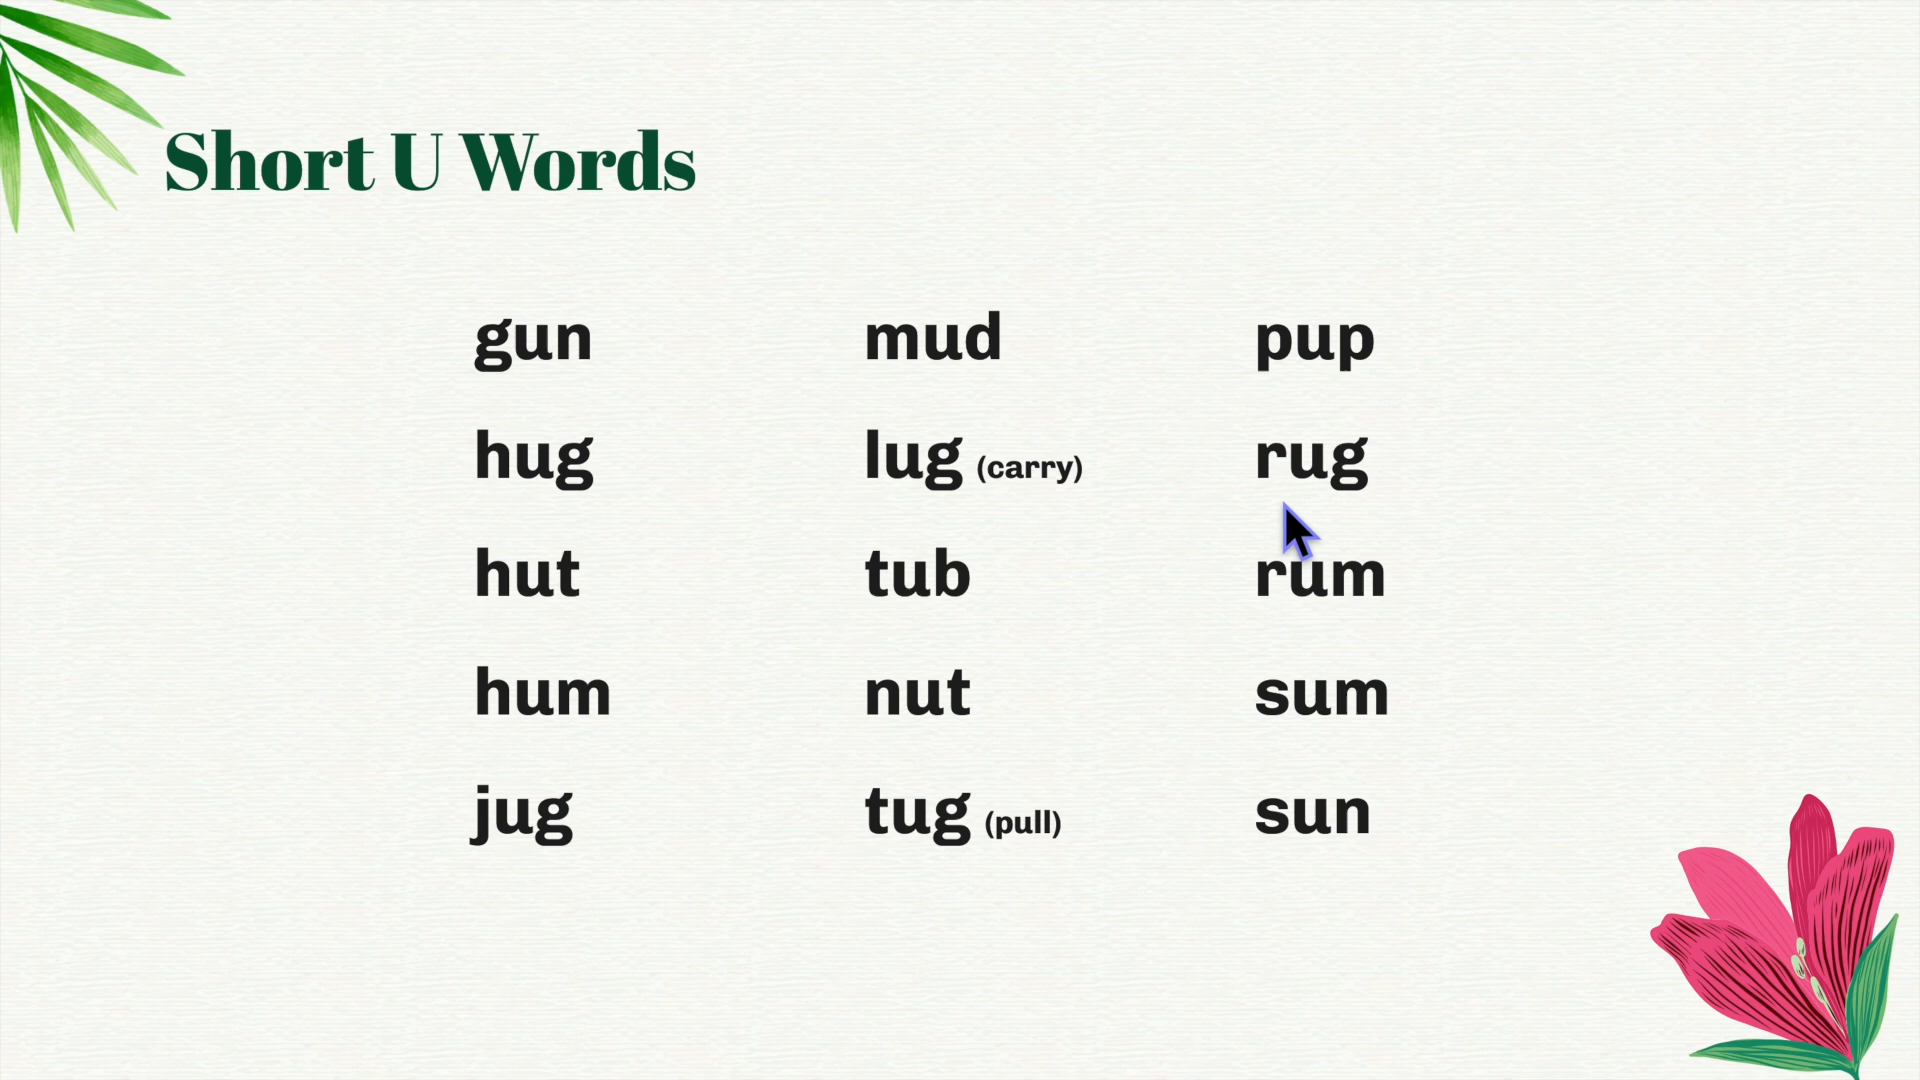 Short U Words
gun mud pup
hug lug (carry) rug
hut tub rum
hum nut sum
jug tug (pull) sun